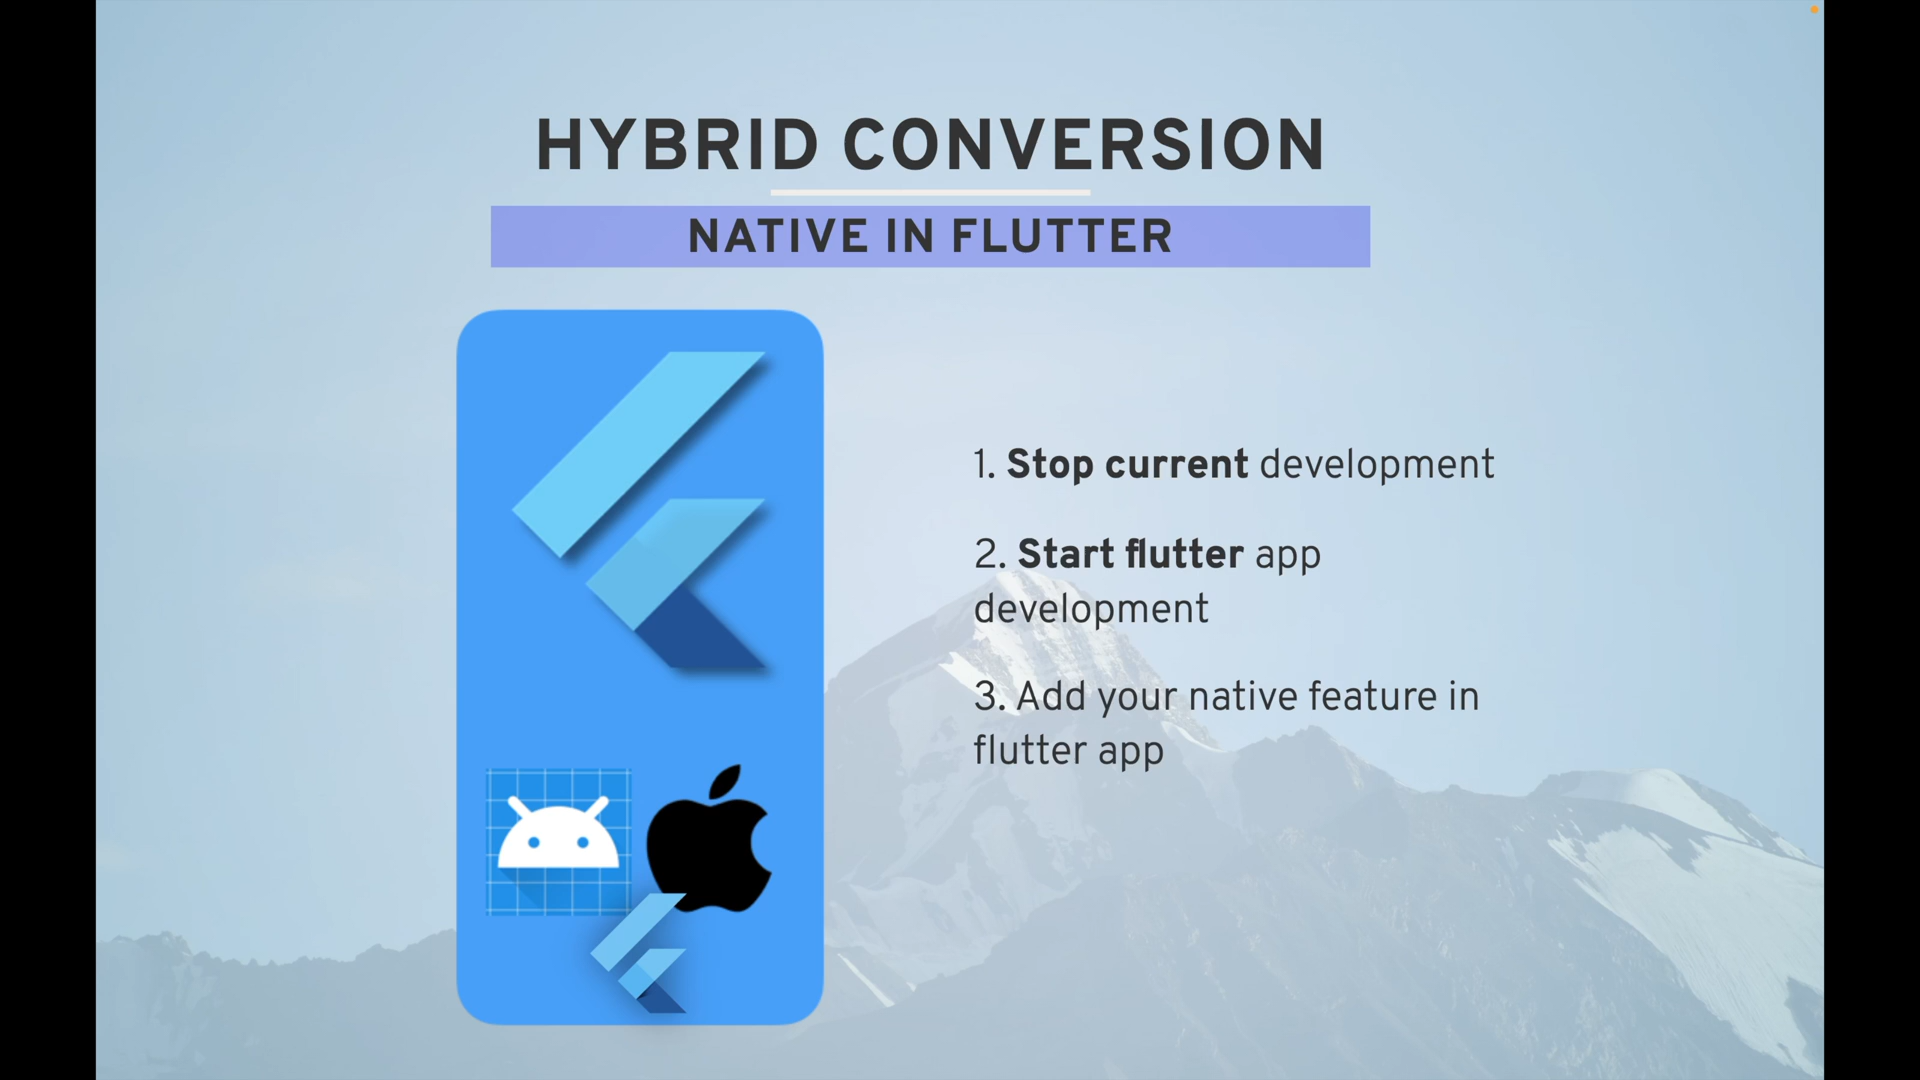 HYBRID CONVERSION
NATIVE IN FLUTTER
1. Stop current development
2. Start flutter app
development
3. Add your native feature in
flutter app